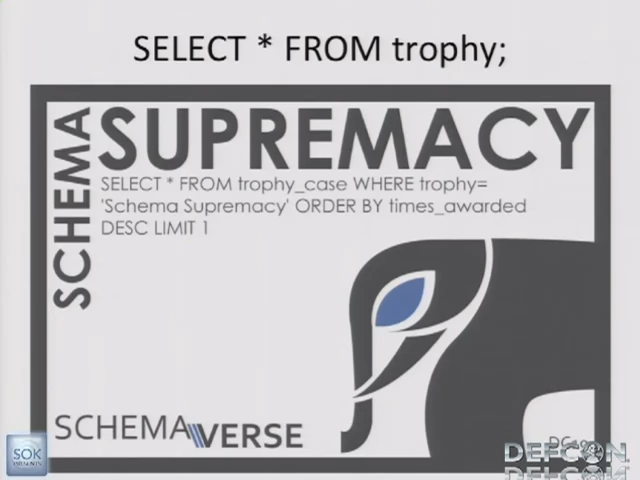 SELECT * FROM trophy;
SCHEMA
SUPREMACY
SELECT * FROM trophy_case WHERE trophy=
'Schema Supremacy' ORDER BY times_awarded
DESC LIMIT 1
SCHEMAVERSE
SOK
PRESENTS
DEFCON